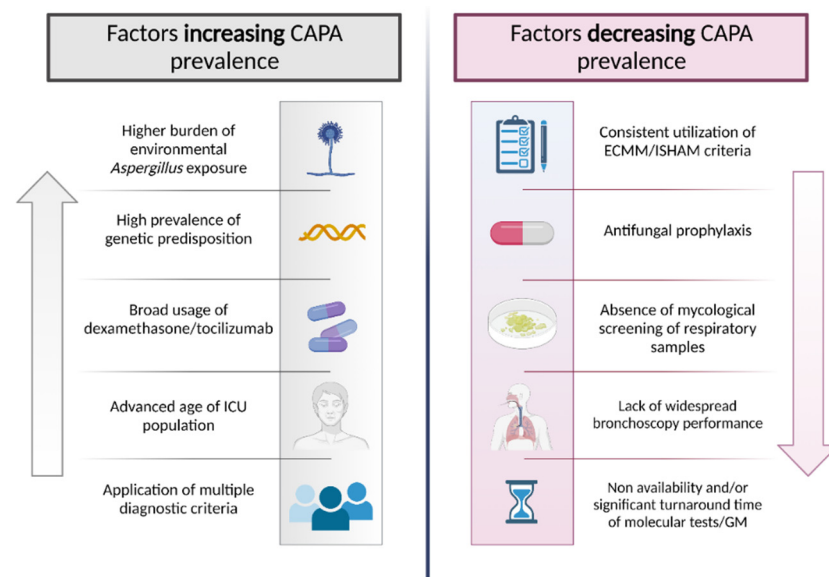 Factors increasing CAPA
prevalence
Higher burden of
environmental
Aspergillus exposure
High prevalence of
genetic predisposition
Broad usage of
dexamethasone/tocilizumab
Advanced age of ICU
population
Application of multiple
diagnostic criteria
Factors decreasing CAPA
prevalence
Consistent utilization of
ECMM/ISHAM criteria
Antifungal prophylaxis
Absence of mycological
screening of respiratory
samples
Lack of widespread
bronchoscopy performance
Non availability and/or
significant turnaround time
of molecular tests/GM